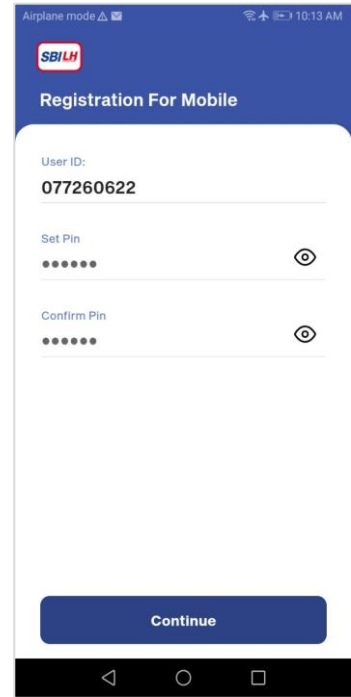 Airplane mode 10:13 AM
SBILH
Registration For Mobile
User ID:
077260622
Set Pin
●●●●●●
Confirm Pin
●●●●●●
Continue